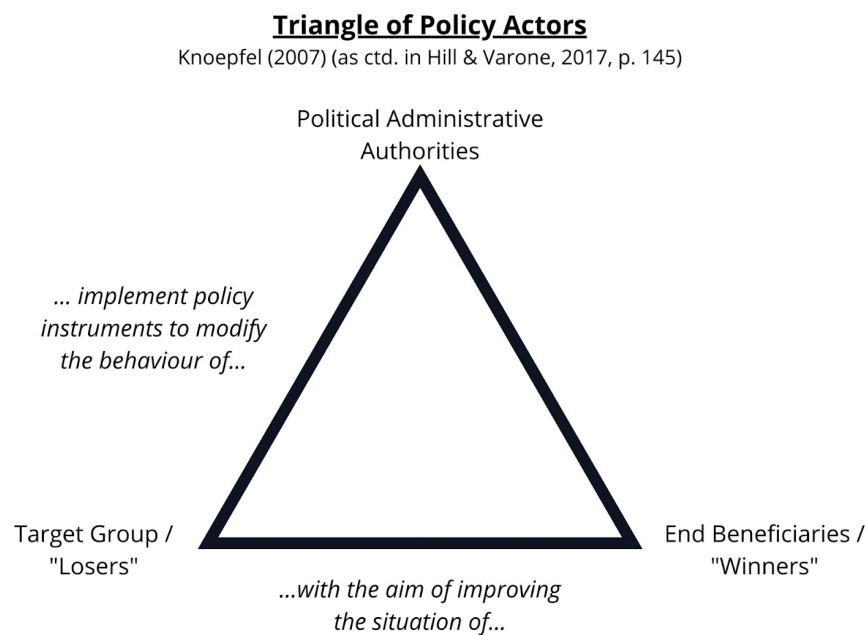 Triangle of Policy Actors
Knoepfel (2007) (as ctd. in Hill & Varone, 2017, p. 145)
Political Administrative
Authorities
... implement policy
instruments to modify
the behaviour of...
Target Group /
"Losers"
End Beneficiaries /
"Winners"
...with the aim of improving
the situation of...